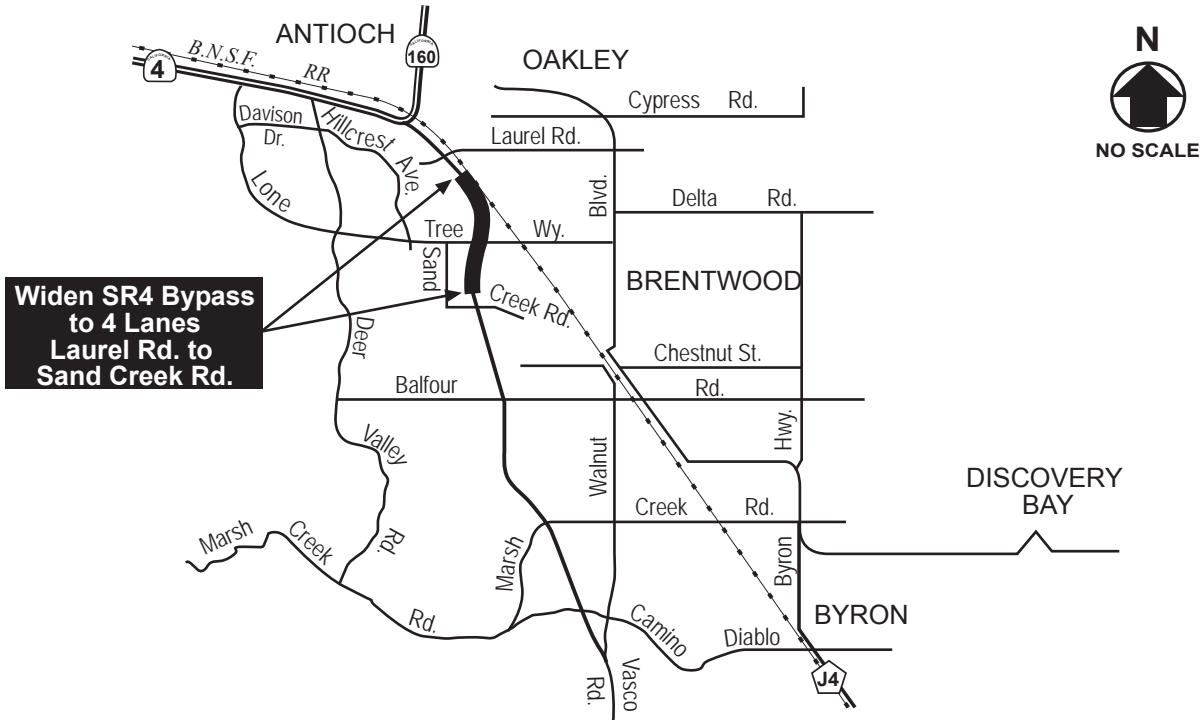 ANTIOCH
CALIFORNIA
160
OAKLEY
N
NO SCALE
CALIFORNIA
4
B.N.S.F. RR
Cypress Rd.
Davison
Dr.
Hillcrest Ave.
Laurel Rd.
Lone Tree Wy.
Blvd.
Delta Rd.
Sand Creek Rd.
BRENTWOOD
Widen SR4 Bypass
to 4 Lanes
Laurel Rd. to
Sand Creek Rd.
Deer Valley Rd.
Chestnut St.
Balfour Rd.
Hwy.
Walnut
DISCOVERY
BAY
Marsh Creek Rd.
Marsh Creek Rd.
Byron
BYRON
Camino Diablo
Vasco
Rd.
J4